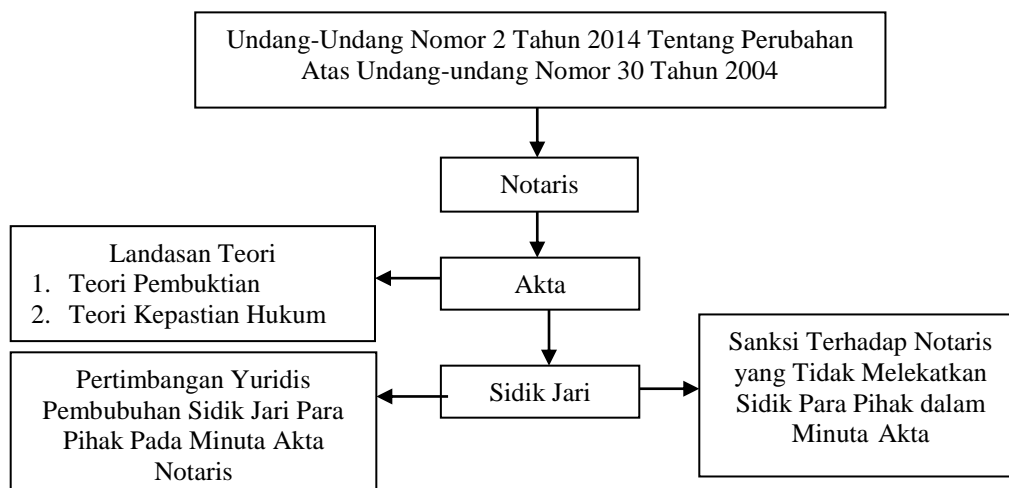 Undang-Undang Nomor 2 Tahun 2014 Tentang Perubahan
Atas Undang-undang Nomor 30 Tahun 2004
Notaris
Landasan Teori
1. Teori Pembuktian
2. Teori Kepastian Hukum
Akta
Sanksi Terhadap Notaris
yang Tidak Melekatkan
Sidik Para Pihak dalam
Minuta Akta
Pertimbangan Yuridis
Pembubuhan Sidik Jari Para
Pihak Pada Minuta Akta
Notaris
Sidik Jari